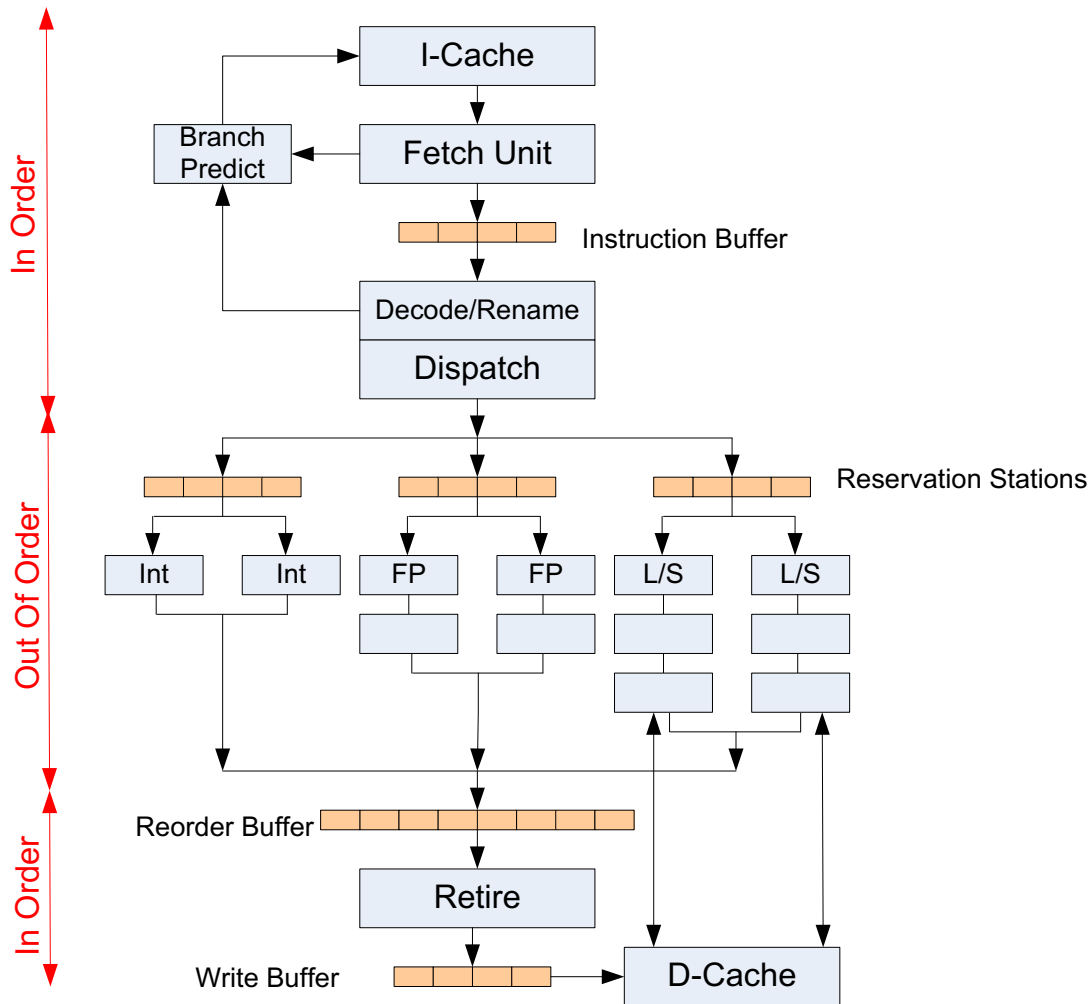 I-Cache
Branch
Predict
Fetch Unit
In Order
Instruction Buffer
Decode/Rename
Dispatch
Reservation Stations
Out Of Order
Int
Int
FP
FP
L/S
L/S
Reorder Buffer
In Order
Retire
Write Buffer
D-Cache